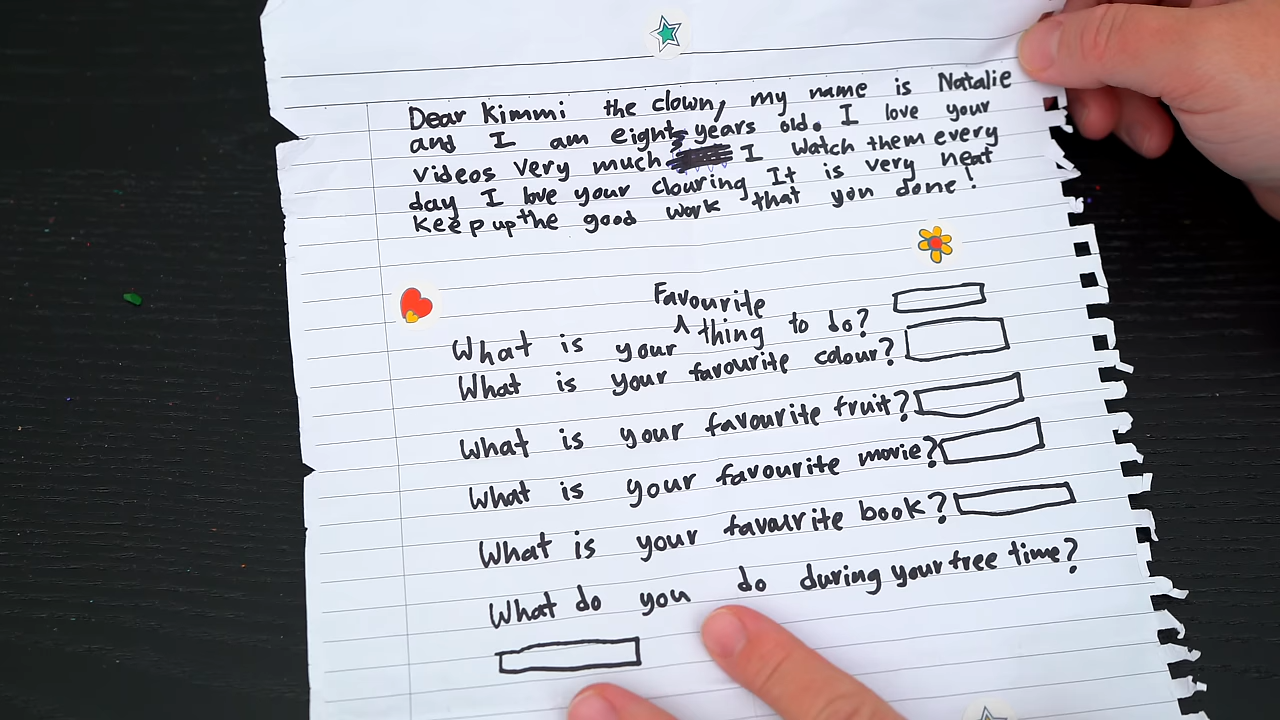 Dear Kimmi the clown, my name is Natalie
and I am eight years old. I love your
videos very much I watch them every
day I love your clouring It is very neat
keep up the good work that you done!
Favourite
What is your ^ thing to do?
What is your favourite colour?
What is your favourite fruit?
What is your favourite movie?
What is your favourite book?
What do you do during your free time?